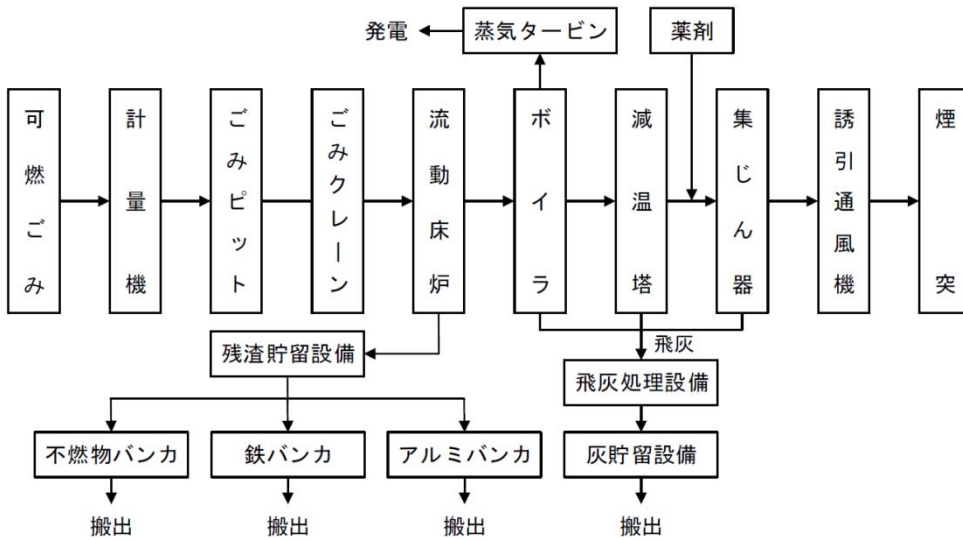 発電
蒸気タービン
薬剤
可燃ごみ
計量機
ごみピット
ごみクレーン
流動床炉
ボイラ
減温塔
集じん器
誘引通風機
煙突
残渣貯留設備
飛灰
飛灰処理設備
不燃物バンカ
鉄バンカ
アルミバンカ
灰貯留設備
搬出
搬出
搬出
搬出